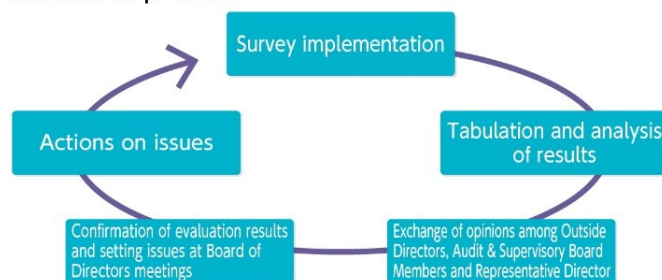 Survey implementation
Tabulation and analysis
of results
Exchange of opinions among Outside
Directors, Audit & Supervisory Board
Members and Representative Director
Confirmation of evaluation results
and setting issues at Board of
Directors meetings
Actions on issues